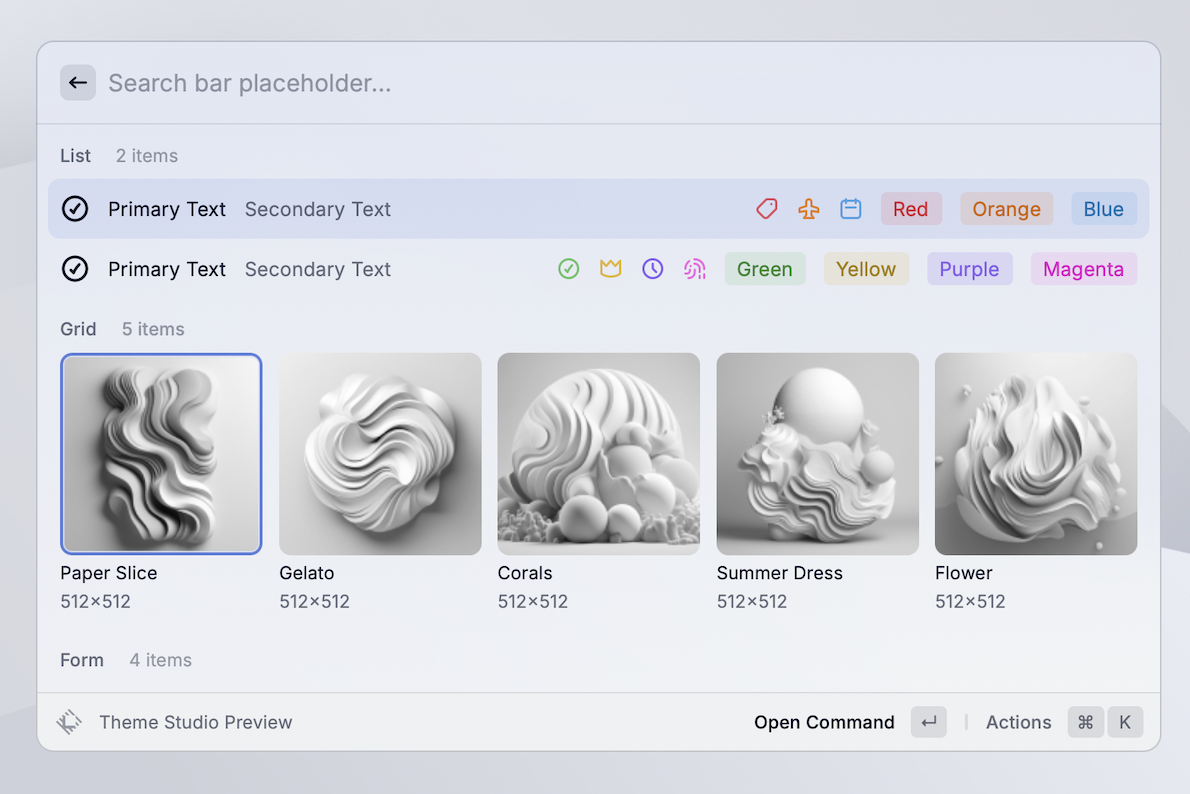 Search bar placeholder...
List 2 items
Primary Text Secondary Text Red Orange Blue
Primary Text Secondary Text Green Yellow Purple Magenta
Grid 5 items
Paper Slice Gelato Corals Summer Dress Flower
512×512 512×512 512×512 512×512 512×512
Form 4 items
Theme Studio Preview Open Command ↵ | Actions ⌘ K